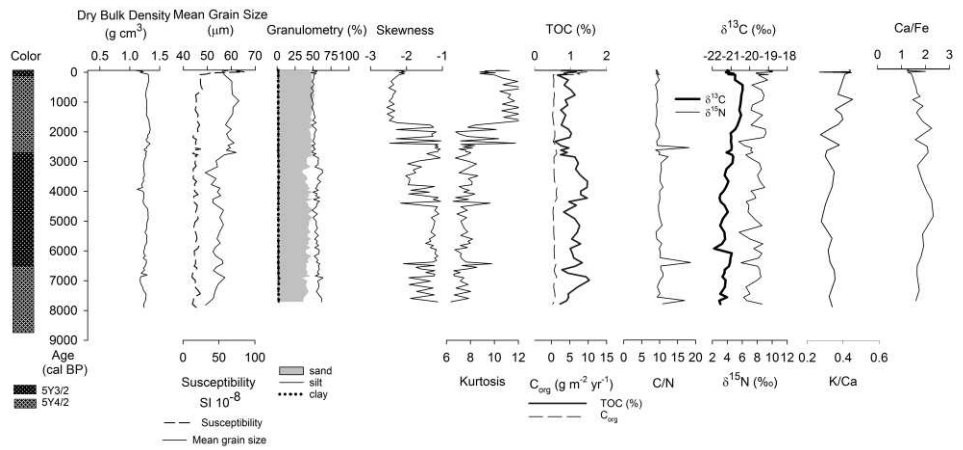 Dry Bulk Density Mean Grain Size
(g cm³) (μm) Granulometry (%) Skewness TOC (%) δ¹³C (‰) Ca/Fe
Color 0.5 1.0 1.5 40 50 60 70 0 25 50 75 100 -3 -2 -1 0 1 2 -22-21-20-19-18 0 1 2 3
0
1000
2000
3000
4000
5000
6000
7000
8000
9000
δ¹³C
δ¹⁵N
Age
(cal BP)
0 50 100 6 8 10 12 0 5 10 15 20 0 5 10 15 20 2 4 6 8 10 12 0.2 0.4 0.6
Susceptibility
SI 10⁻⁸
sand
silt
clay
Kurtosis C org (g m⁻² yr⁻¹) C/N δ¹⁵N (‰) K/Ca
5Y3/2
5Y4/2
TOC (%)
C org
Susceptibility
Mean grain size